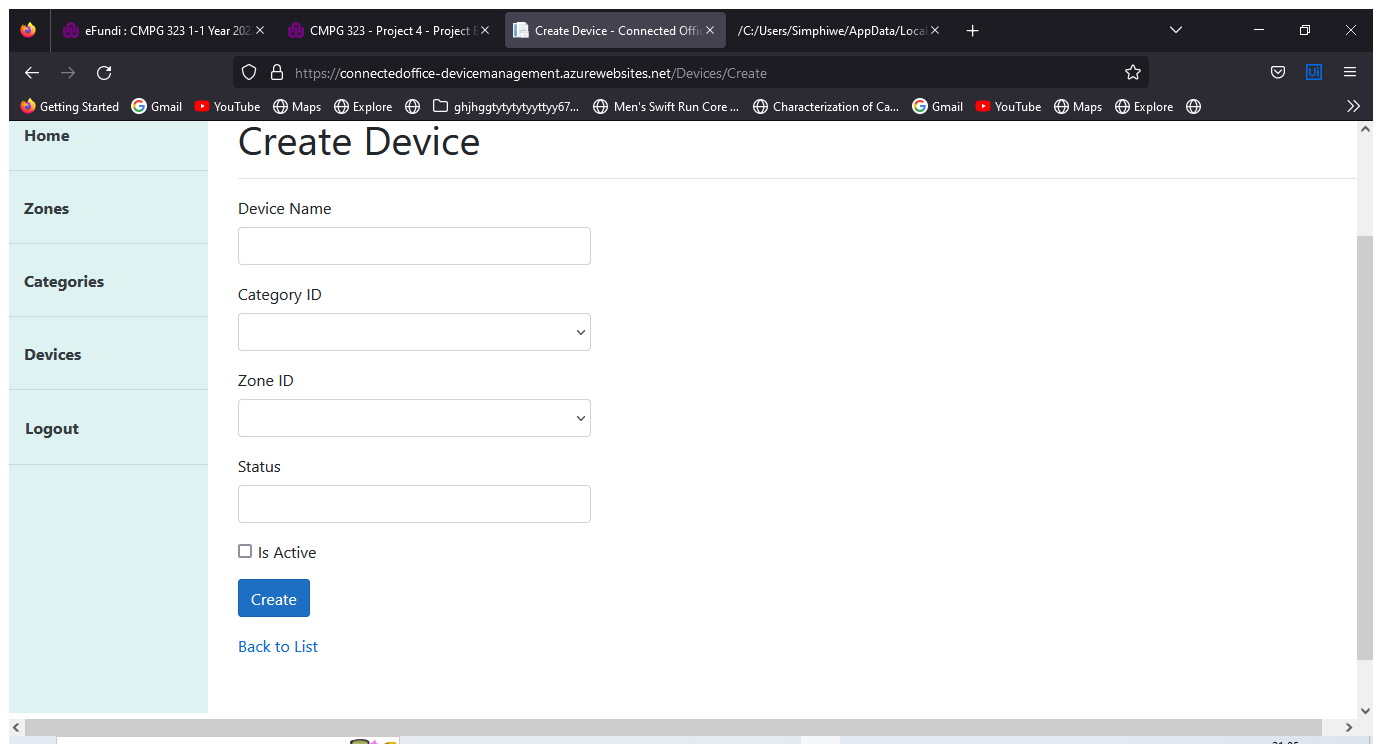 eFundi : CMPG 323 1-1 Year 202
CMPG 323 - Project 4 - Project
Create Device - Connected Offic
/C:/Users/Simphiwe/AppData/Local
https://connectedoffice-devicemanagement.azurewebsites.net/Devices/Create
Ui
Getting Started Gmail YouTube Maps Explore ghjhggtytytytyyttyy67... Men's Swift Run Core ... Characterization of Ca... Gmail YouTube Maps Explore
Home
Create Device
Zones
Device Name
Categories
Category ID
Devices
Zone ID
Logout
Status
Is Active
Create
Back to List